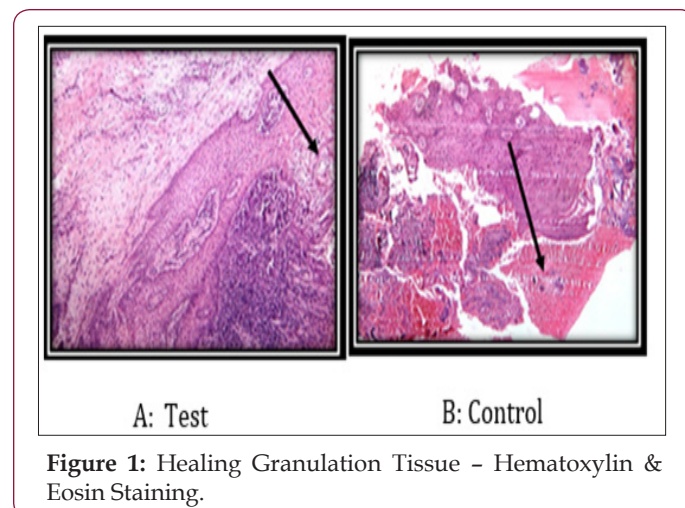 A: Test
B: Control
Figure 1: Healing Granulation Tissue – Hematoxylin &
Eosin Staining.